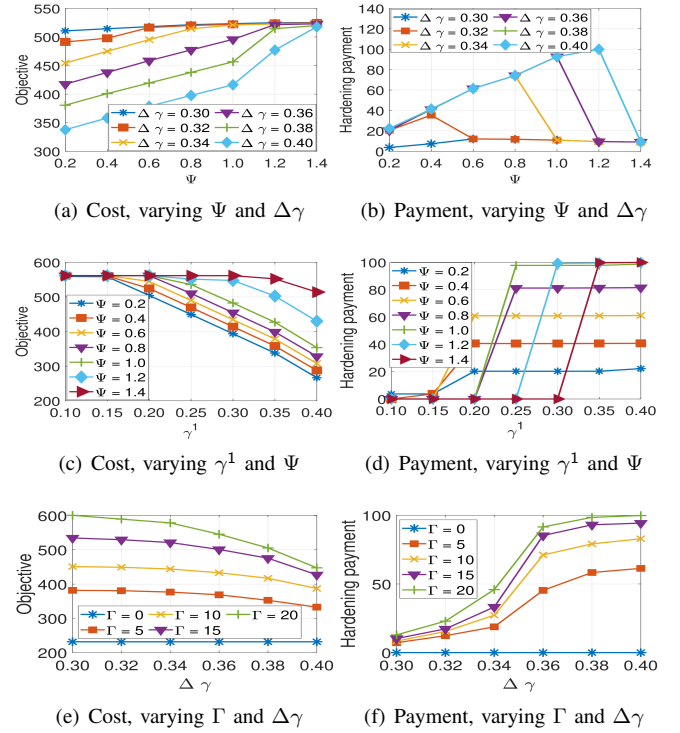 550
500
450
400
350
300
Objective
Δ γ = 0.30
Δ γ = 0.32
Δ γ = 0.34
Δ γ = 0.36
Δ γ = 0.38
Δ γ = 0.40
0.2 0.4 0.6 0.8 1.0 1.2 1.4
Ψ
(a) Cost, varying Ψ and Δγ
140
120
100
80
60
40
20
0
Hardening payment
Δ γ = 0.30
Δ γ = 0.32
Δ γ = 0.34
Δ γ = 0.36
Δ γ = 0.38
Δ γ = 0.40
0.2 0.4 0.6 0.8 1.0 1.2 1.4
Ψ
(b) Payment, varying Ψ and Δγ
600
500
400
300
200
Objective
Ψ = 0.2
Ψ = 0.4
Ψ = 0.6
Ψ = 0.8
Ψ = 1.0
Ψ = 1.2
Ψ = 1.4
0.10 0.15 0.20 0.25 0.30 0.35 0.40
γ¹
(c) Cost, varying γ¹ and Ψ
100
80
60
40
20
0
Hardening payment
Ψ = 0.2
Ψ = 0.4
Ψ = 0.6
Ψ = 0.8
Ψ = 1.0
Ψ = 1.2
Ψ = 1.4
0.10 0.15 0.20 0.25 0.30 0.35 0.40
γ¹
(d) Payment, varying γ¹ and Ψ
600
500
400
300
200
Objective
Γ = 0
Γ = 5
Γ = 10
Γ = 15
Γ = 20
0.30 0.32 0.34 0.36 0.38 0.40
Δ γ
(e) Cost, varying Γ and Δγ
100
50
0
Hardening payment
Γ = 0
Γ = 5
Γ = 10
Γ = 15
Γ = 20
0.30 0.32 0.34 0.36 0.38 0.40
Δ γ
(f) Payment, varying Γ and Δγ